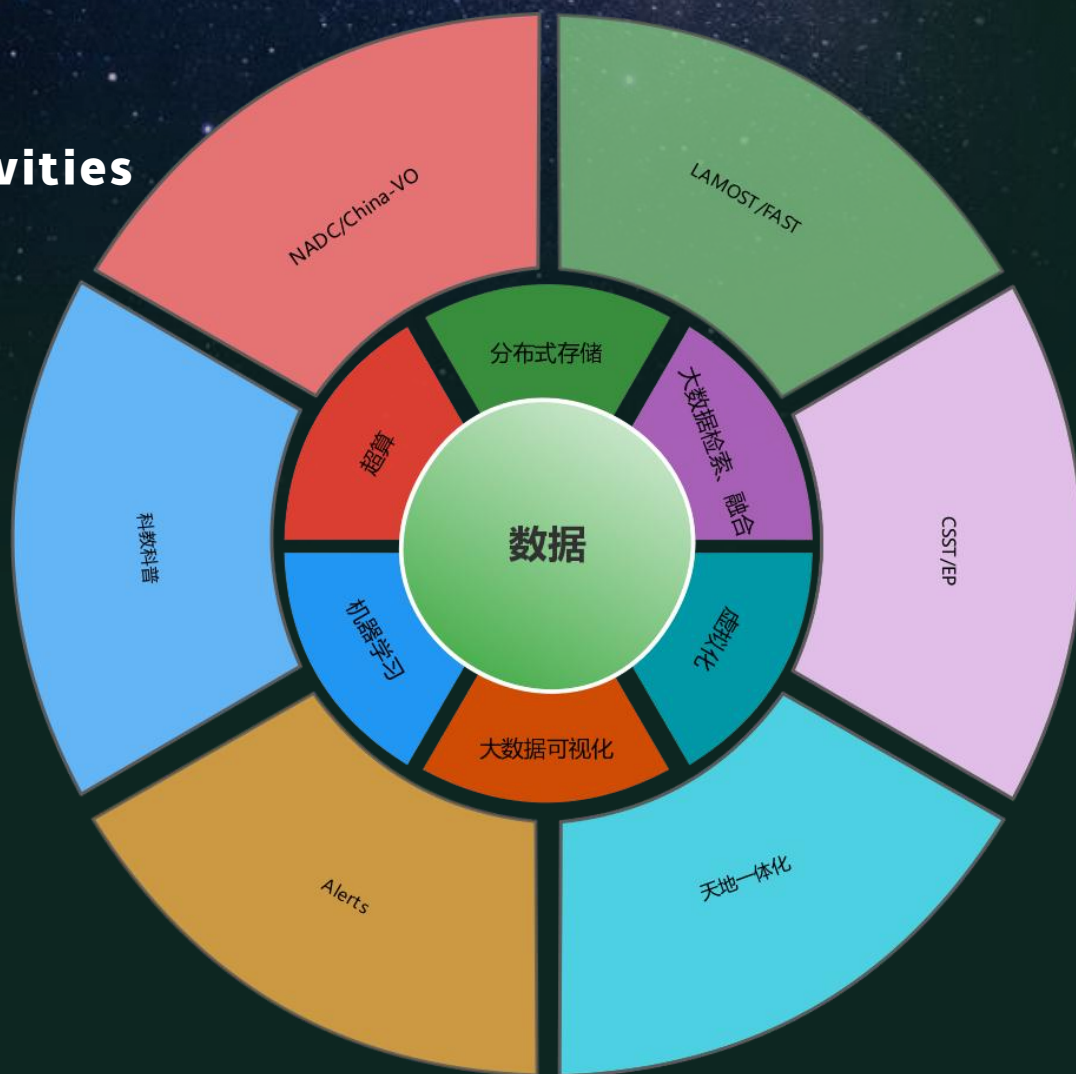 vities
NADC/China-VO
LAMOST/FAST
分布式存储
大数据检索、融合
超算
数据
科教科普
CSST/EP
机器学习
虚拟化
大数据可视化
天地一体化
Alerts